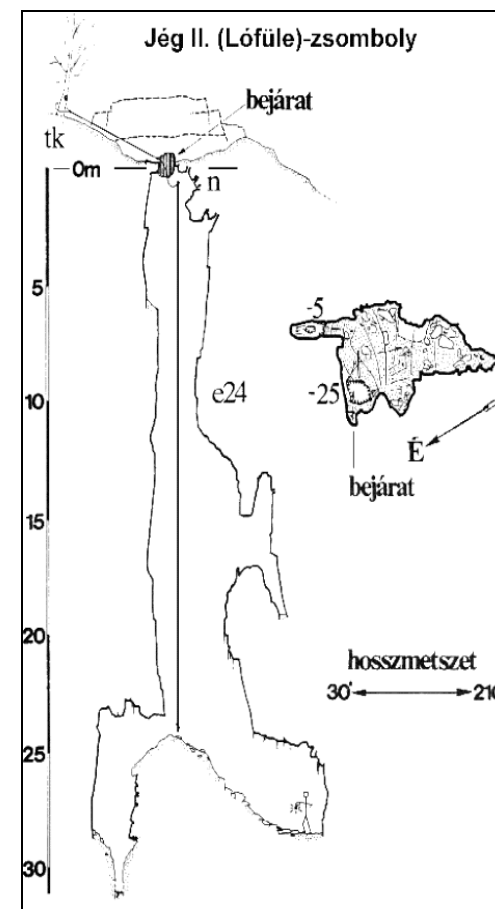 Jég II. (Lófüle)-zsomboly
bejárat
tk
0m
n
5
-5
e24
-25
10
É
bejárat
15
20
hosszmetszet
30° 210
25
30